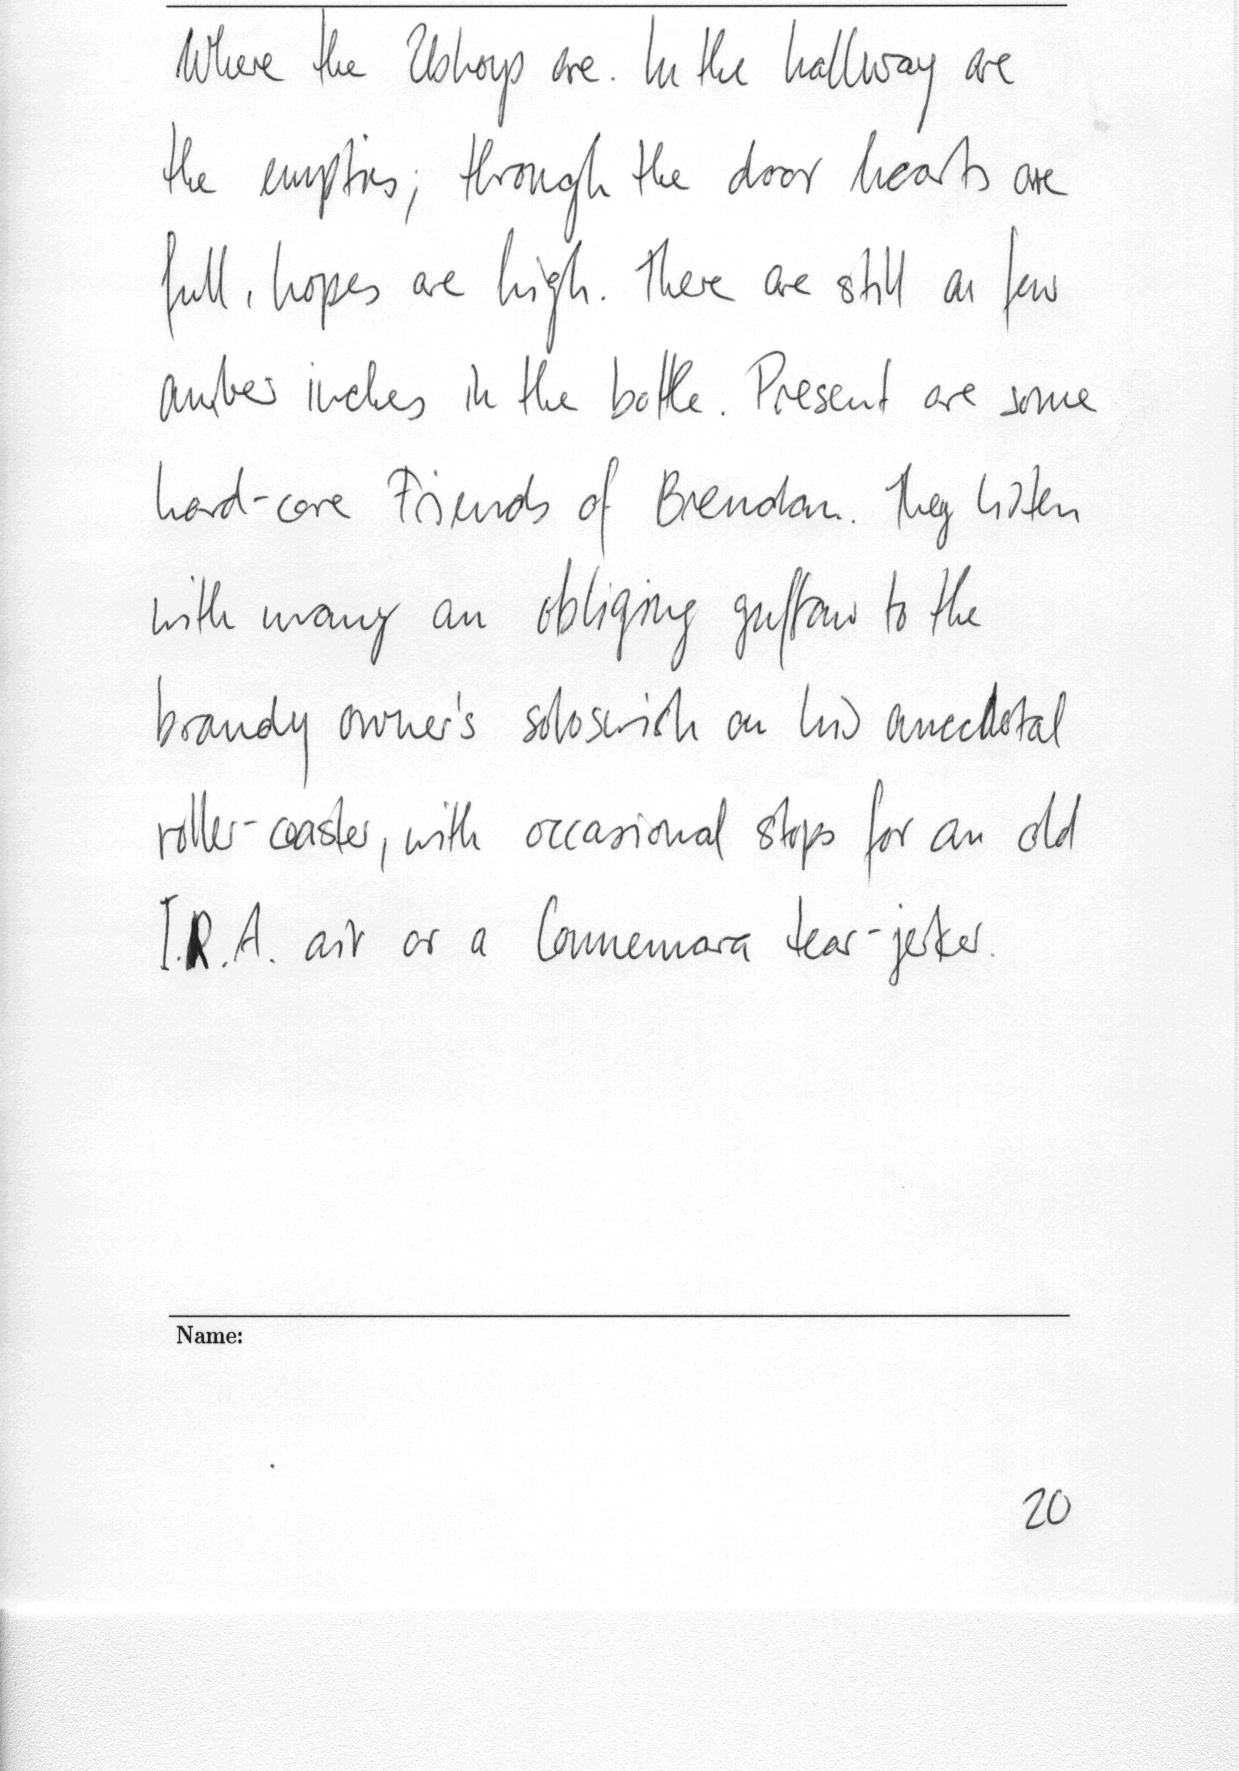 Where the Ushops are. In the hallway are
the empties; through the door hearts are
full, hopes are high. There are still a few
amber inches in the bottle. Present are some
hard-core Friends of Brendan. They listen
with many an obliging guffaw to the
brandy owner's on his anecdotal
roller-coaster, with occasional stops for an old
I.R.A. air or a Connemara tear-jerker.
Name:
20